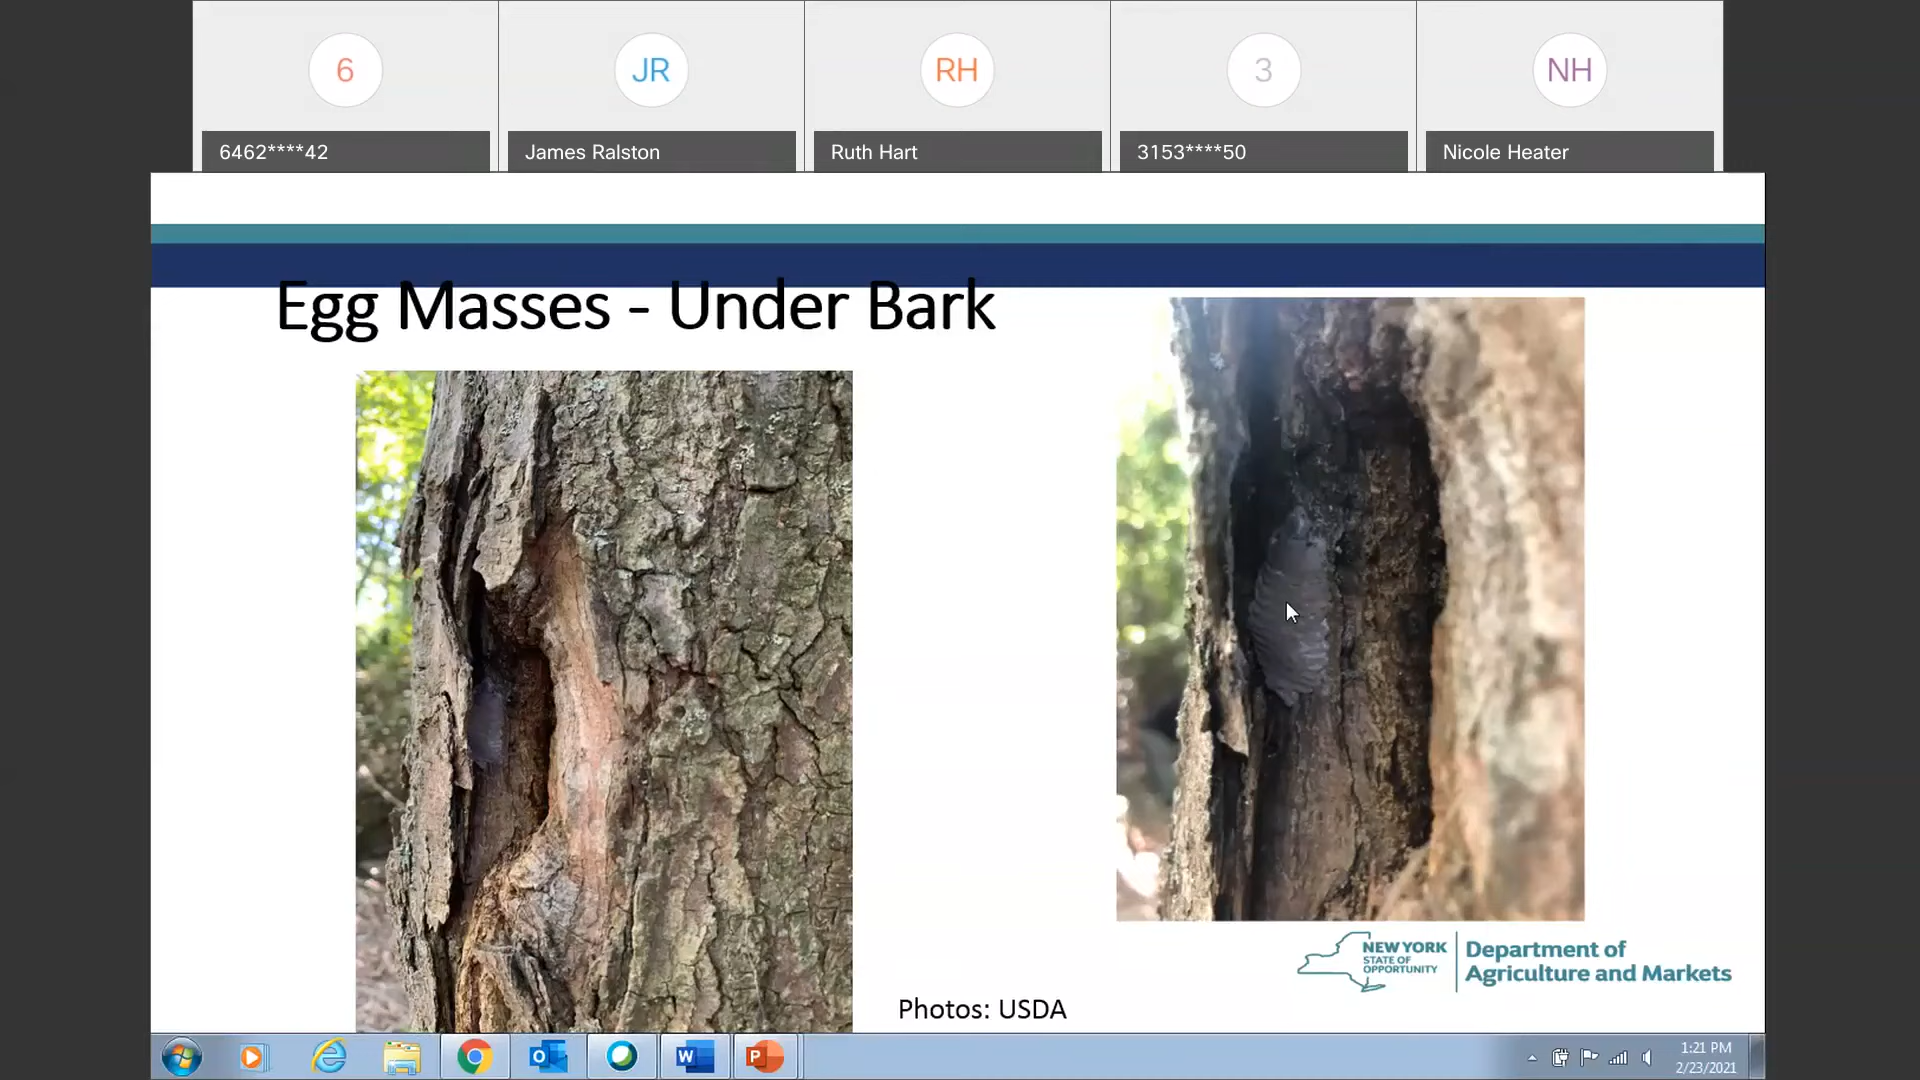 6
JR
RH
3
NH
6462****42
James Ralston
Ruth Hart
3153****50
Nicole Heater
Egg Masses - Under Bark
NEW YORK
STATE OF
OPPORTUNITY
Department of
Agriculture and Markets
Photos: USDA
1:21 PM
2/23/2021